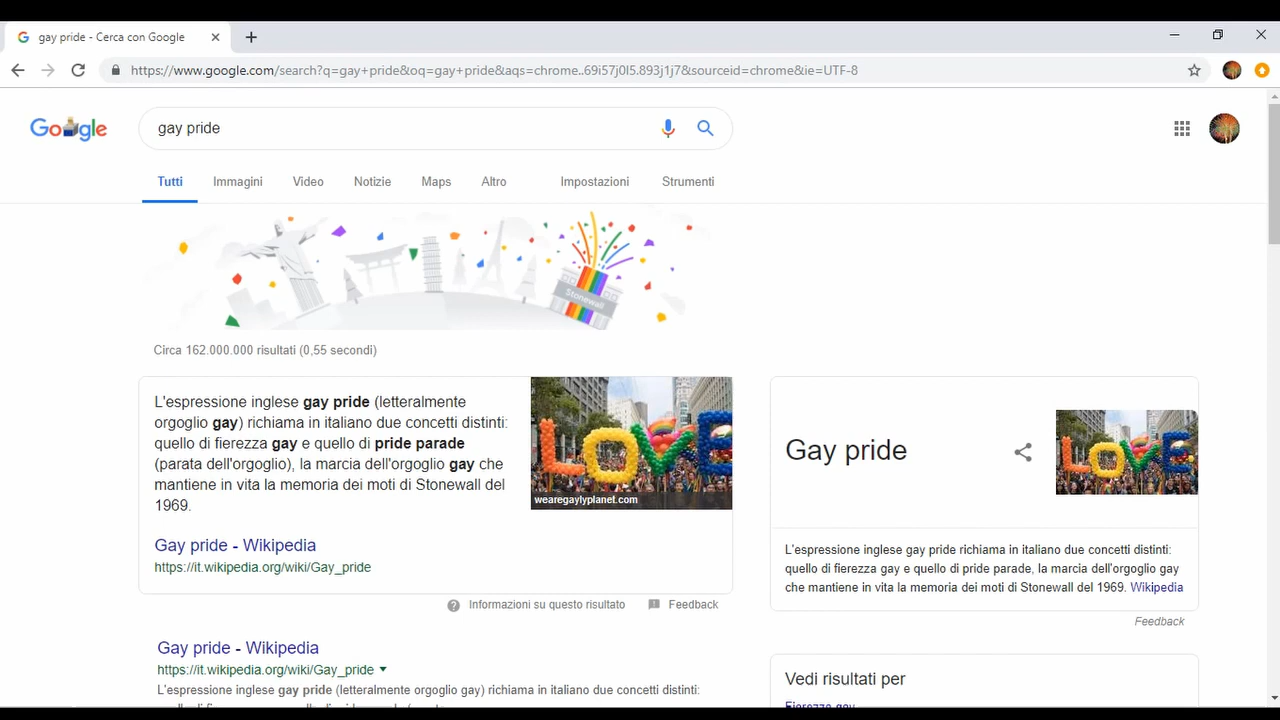 gay pride - Cerca con Google
https://www.google.com/search?q=gay+pride&oq=gay+pride&aqs=chrome..69i57j0l5.893j1j7&sourceid=chrome&ie=UTF-8
Google
gay pride
Tutti Immagini Video Notizie Maps Altro Impostazioni Strumenti
Stonewall
Circa 162.000.000 risultati (0,55 secondi)
L'espressione inglese gay pride (letteralmente
orgoglio gay) richiama in italiano due concetti distinti:
quello di fierezza gay e quello di pride parade
(parata dell'orgoglio), la marcia dell'orgoglio gay che
mantiene in vita la memoria dei moti di Stonewall del
1969.
LOVE
wearegaylyplanet.com
Gay pride - Wikipedia
https://it.wikipedia.org/wiki/Gay_pride
Informazioni su questo risultato Feedback
Gay pride - Wikipedia
https://it.wikipedia.org/wiki/Gay_pride
L'espressione inglese gay pride (letteralmente orgoglio gay) richiama in italiano due concetti distinti:
Gay pride
LOVE
L'espressione inglese gay pride richiama in italiano due concetti distinti:
quello di fierezza gay e quello di pride parade, la marcia dell'orgoglio gay
che mantiene in vita la memoria dei moti di Stonewall del 1969. Wikipedia
Feedback
Vedi risultati per
Fierezza gay